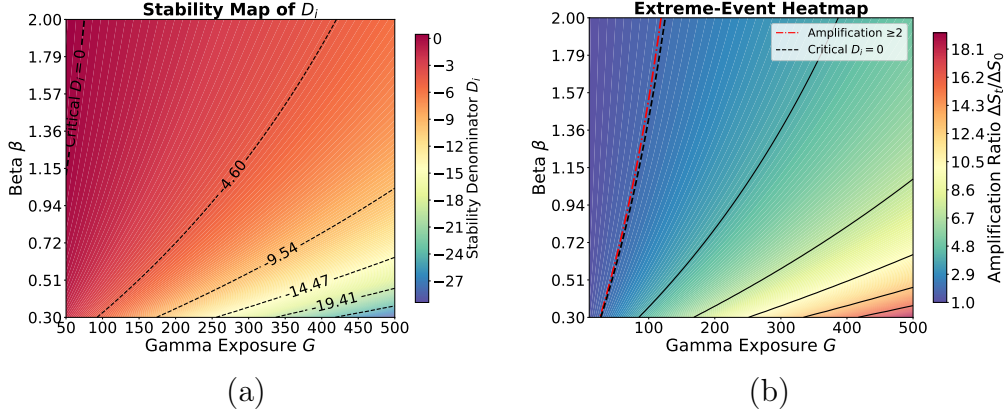 Stability Map of D_i
Beta β
2.00
1.79
1.57
1.36
1.15
0.94
0.72
0.51
0.30
Critical D_i = 0
-4.60
-9.54
-14.47
-19.41
50 100 150 200 250 300 350 400 450 500
Gamma Exposure G
0
−3
−6
−9
−12
−15
−18
−21
−24
−27
Stability Denominator D_i
(a)
Extreme-Event Heatmap
Beta β
2.00
1.79
1.57
1.36
1.15
0.94
0.72
0.51
0.30
Amplification ≥2
Critical D_i = 0
100 200 300 400 500
Gamma Exposure G
18.1
16.2
14.3
12.4
10.5
8.6
6.7
4.8
2.9
1.0
Amplification Ratio ΔS_t/ΔS_0
(b)